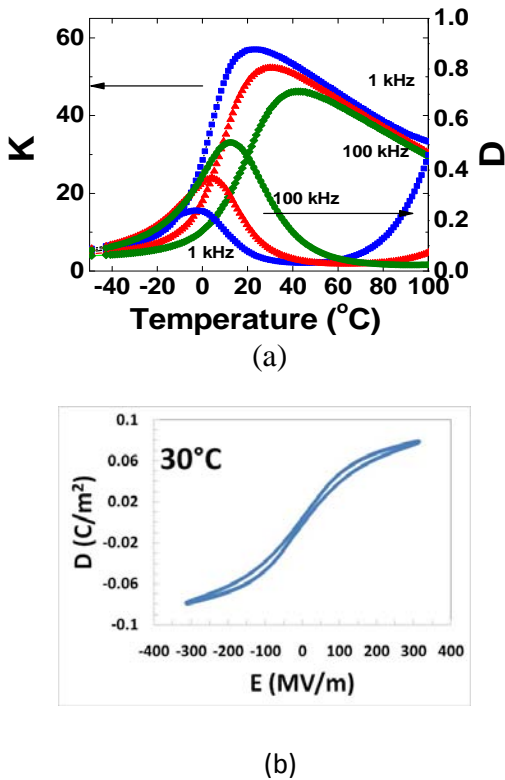 60
40
20
0
K
1.0
0.8
0.6
0.4
0.2
0.0
D
1 kHz
100 kHz
100 kHz
1 kHz
-40 -20 0 20 40 60 80 100
Temperature (°C)
(a)
0.1
0.06
0.02
-0.02
-0.06
-0.1
D (C/m²)
30°C
-400 -300 -200 -100 0 100 200 300 400
E (MV/m)
(b)